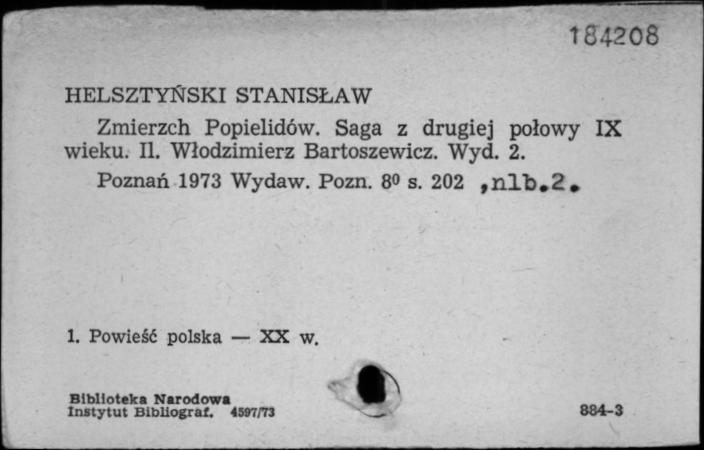 184208
HELSZTYŃSKI STANISŁAW
Zmierzch Popielidów. Saga z drugiej połowy IX
wieku. Il. Włodzimierz Bartoszewicz. Wyd. 2.
Poznań 1973 Wydaw. Pozn. 8⁰ s. 202 ,nlb.2.
1. Powieść polska — XX w.
Biblioteka Narodowa
Instytut Bibliograf. 4597/73
884-3